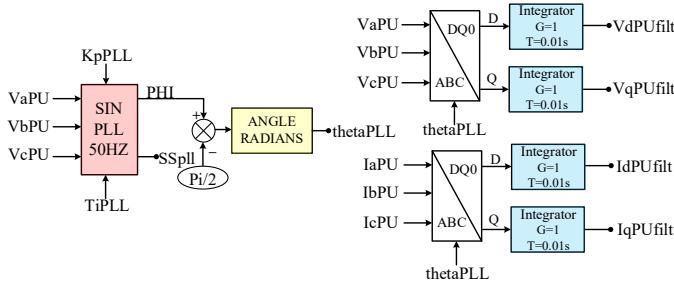 KpPLL
VaPU
VbPU
VcPU
SIN
PLL
50HZ
PHI
SSpll
TiPLL
+
−
Pi/2
ANGLE
RADIANS
thetaPLL
VaPU
VbPU
VcPU
DQ0
ABC
thetaPLL
D
Q
Integrator
G=1
T=0.01s
VdPUfilt
Integrator
G=1
T=0.01s
VqPUfilt
IaPU
IbPU
IcPU
DQ0
ABC
thetaPLL
D
Q
Integrator
G=1
T=0.01s
IdPUfilt
Integrator
G=1
T=0.01s
IqPUfilt